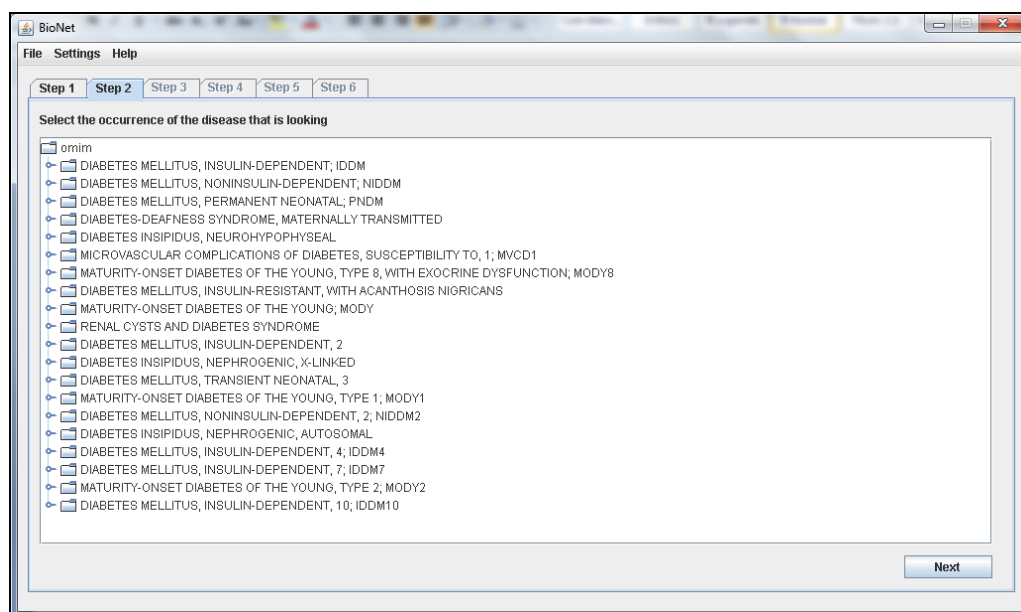 BioNet
File Settings Help
Step 1 Step 2 Step 3 Step 4 Step 5 Step 6
Select the occurrence of the disease that is looking
omim
DIABETES MELLITUS, INSULIN-DEPENDENT; IDDM
DIABETES MELLITUS, NONINSULIN-DEPENDENT; NIDDM
DIABETES MELLITUS, PERMANENT NEONATAL; PNDM
DIABETES-DEAFNESS SYNDROME, MATERNALLY TRANSMITTED
DIABETES INSIPIDUS, NEUROHYPOPHYSEAL
MICROVASCULAR COMPLICATIONS OF DIABETES, SUSCEPTIBILITY TO, 1; MVCD1
MATURITY-ONSET DIABETES OF THE YOUNG, TYPE 8, WITH EXOCRINE DYSFUNCTION; MODY8
DIABETES MELLITUS, INSULIN-RESISTANT, WITH ACANTHOSIS NIGRICANS
MATURITY-ONSET DIABETES OF THE YOUNG; MODY
RENAL CYSTS AND DIABETES SYNDROME
DIABETES MELLITUS, INSULIN-DEPENDENT, 2
DIABETES INSIPIDUS, NEPHROGENIC, X-LINKED
DIABETES MELLITUS, TRANSIENT NEONATAL, 3
MATURITY-ONSET DIABETES OF THE YOUNG, TYPE 1; MODY1
DIABETES MELLITUS, NONINSULIN-DEPENDENT, 2; NIDDM2
DIABETES INSIPIDUS, NEPHROGENIC, AUTOSOMAL
DIABETES MELLITUS, INSULIN-DEPENDENT, 4; IDDM4
DIABETES MELLITUS, INSULIN-DEPENDENT, 7; IDDM7
MATURITY-ONSET DIABETES OF THE YOUNG, TYPE 2; MODY2
DIABETES MELLITUS, INSULIN-DEPENDENT, 10; IDDM10
Next